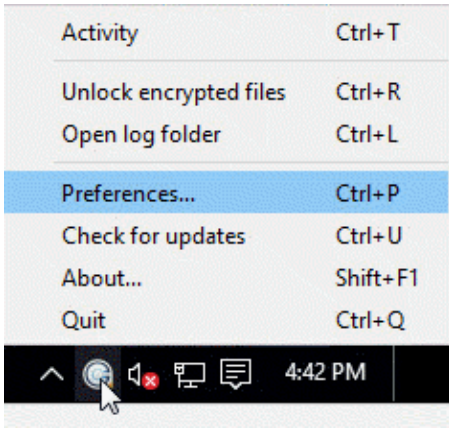 Activity Ctrl+T
Unlock encrypted files Ctrl+R
Open log folder Ctrl+L
Preferences... Ctrl+P
Check for updates Ctrl+U
About... Shift+F1
Quit Ctrl+Q
4:42 PM